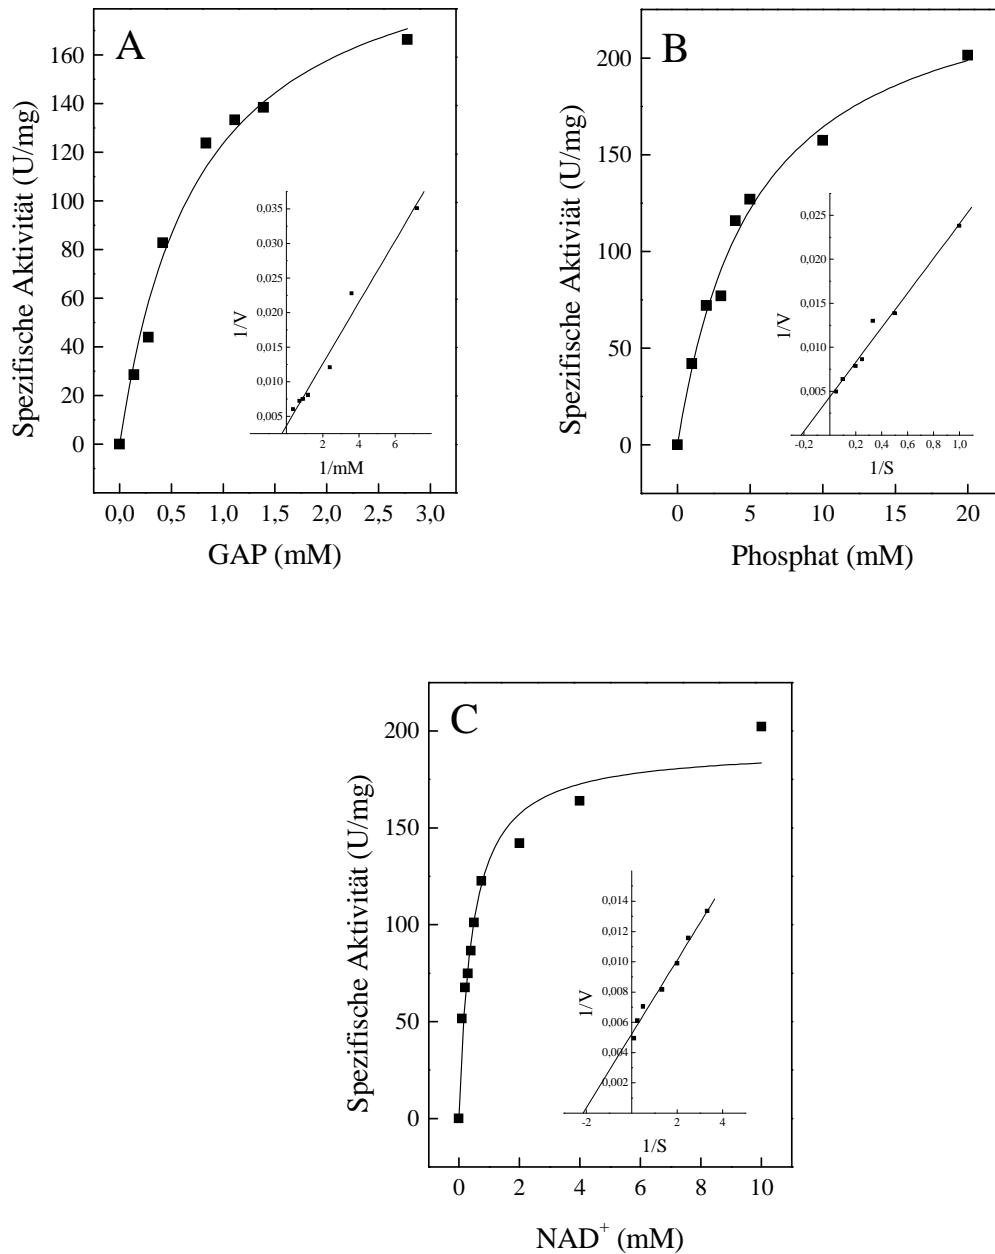 A
Spezifische Aktivität (U/mg)
160
140
120
100
80
60
40
20
0
0,0 0,5 1,0 1,5 2,0 2,5 3,0
GAP (mM)
1/V
0,035
0,030
0,025
0,020
0,015
0,010
0,005
2 4 6
1/mM
B
Spezifische Aktiviät (U/mg)
200
150
100
50
0
0 5 10 20
Phosphat (mM)
1/V
0,025
0,020
0,015
0,010
0,005
-0,2 0,2 0,4 0,6 0,8 1,0
1/S
C
Spezifische Aktivität (U/mg)
200
150
100
50
0
0 2 4 6 8 10
NAD⁺ (mM)
1/V
0,014
0,012
0,010
0,008
0,006
0,004
0,002
-2 2 4
1/S